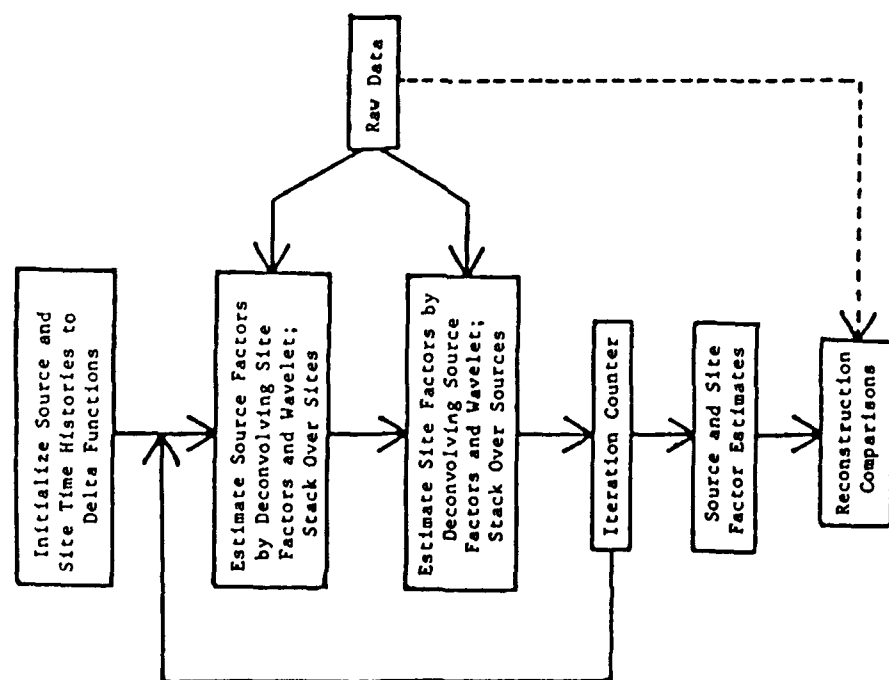 Initialize Source and
Site Time Histories to
Delta Functions
Estimate Source Factors
by Deconvolving Site
Factors and Wavelet;
Stack Over Sites
Raw Data
Estimate Site Factors by
Deconvolving Source
Factors and Wavelet;
Stack Over Sources
Iteration Counter
Source and Site
Factor Estimates
Reconstruction
Comparisons